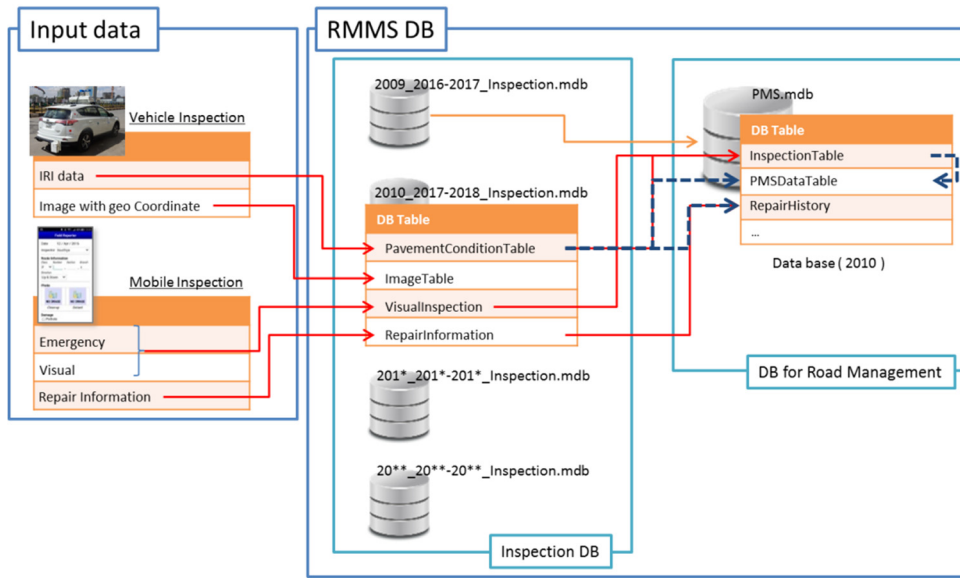 Input data
RMMS DB
Vehicle Inspection
IRI data
Image with geo Coordinate
Mobile Inspection
Emergency
Visual
Repair Information
2009_2016-2017_Inspection.mdb
2010_2017-2018_Inspection.mdb
DB Table
PavementConditionTable
ImageTable
VisualInspection
RepairInformation
201*_201*-201*_Inspection.mdb
20**_20**-20**_Inspection.mdb
Inspection DB
PMS.mdb
DB Table
InspectionTable
PMSDataTable
RepairHistory
...
Data base ( 2010 )
DB for Road Management